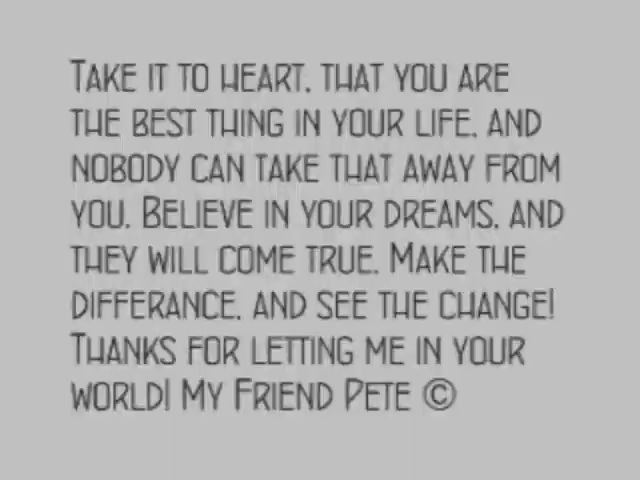 Take it to heart, that you are
the best thing in your life, and
nobody can take that away from
you. Believe in your dreams, and
they will come true. Make the
differance, and see the change!
Thanks for letting me in your
world! My Friend Pete ©